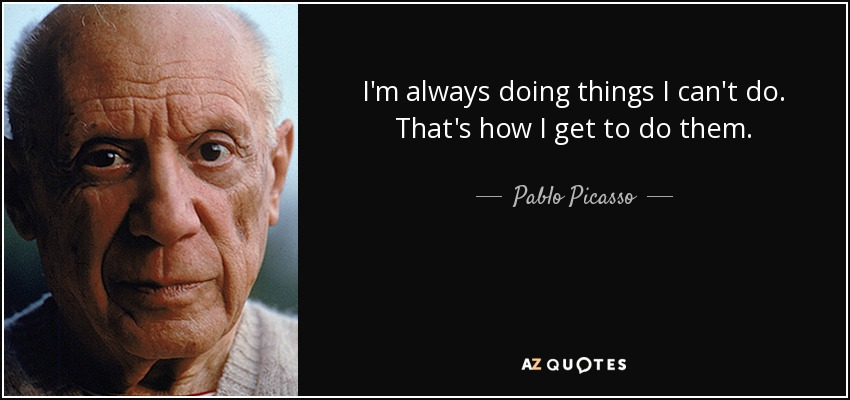 I'm always doing things I can't do.
That's how I get to do them.
Pablo Picasso
AZ QUOTES